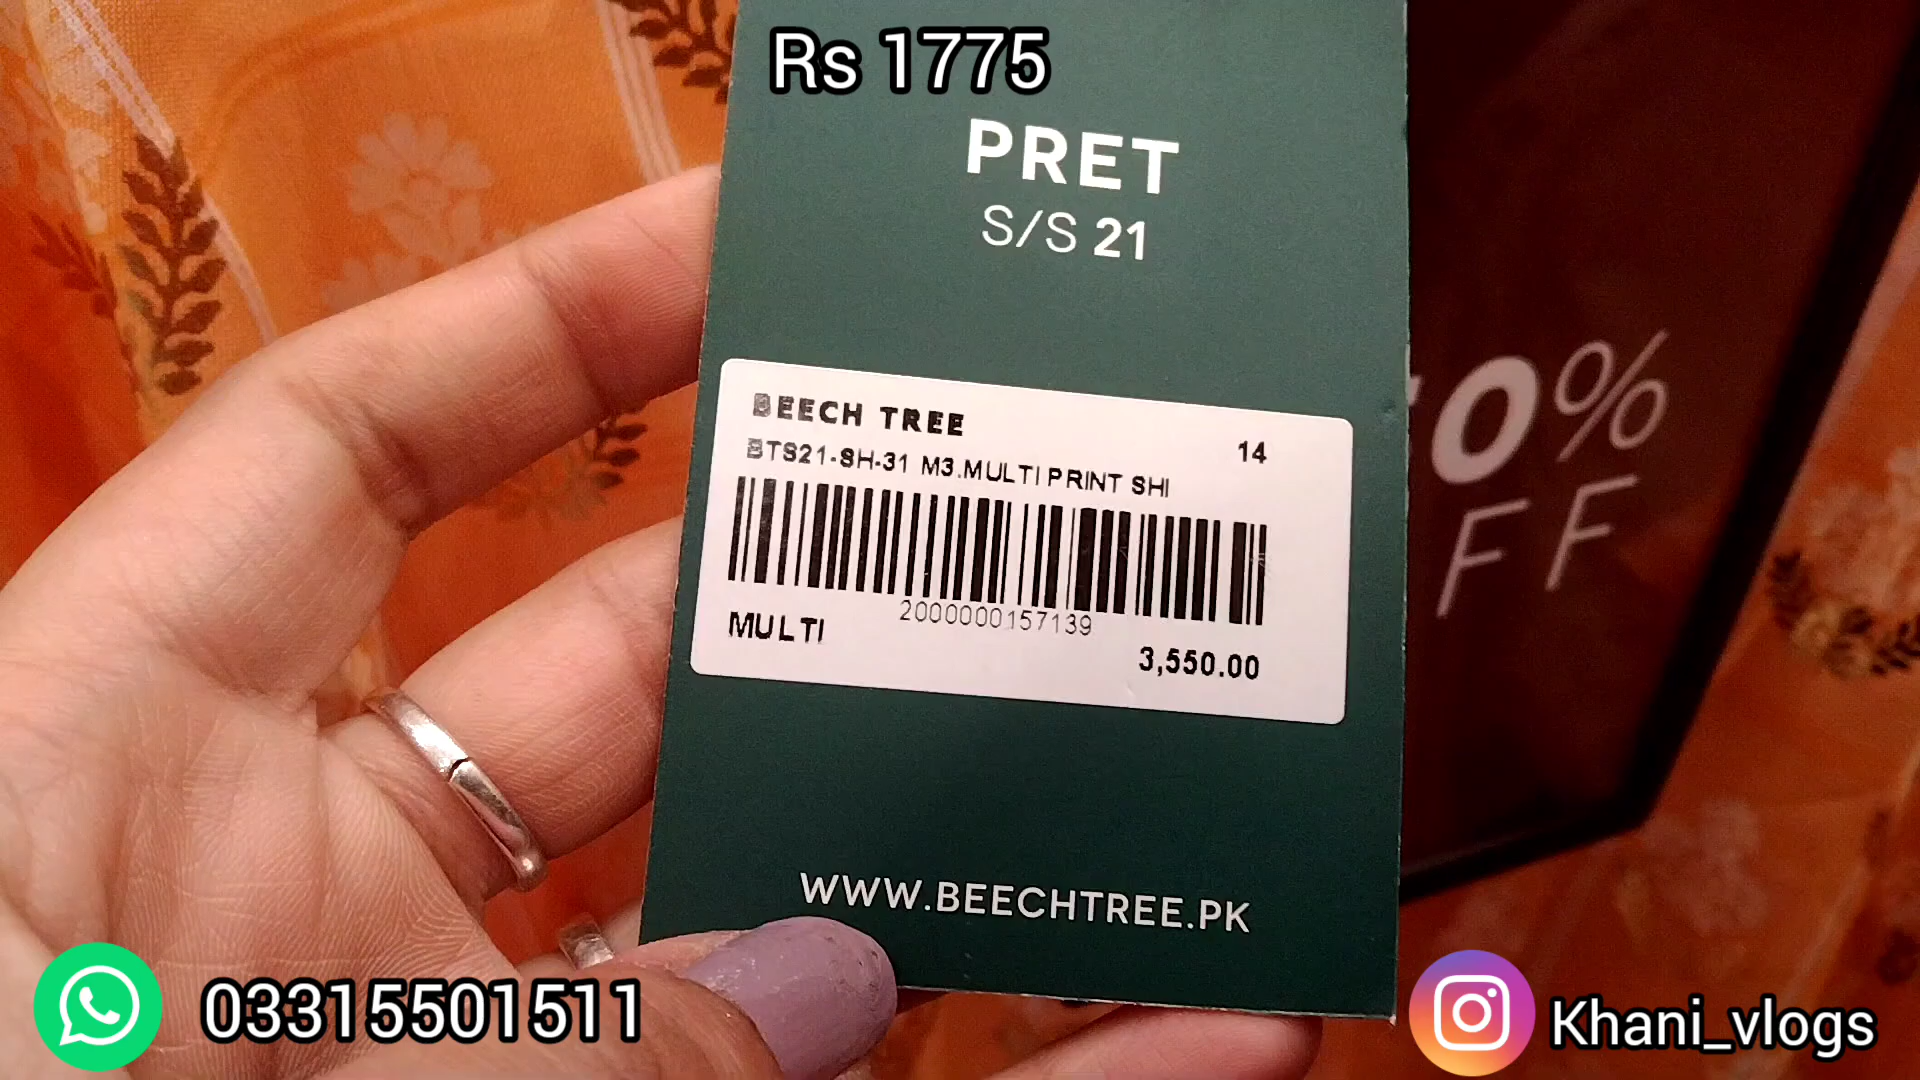 Rs 1775
PRET
S/S 21
BEECH TREE
14
BTS21-SH-31 M3.MULTI PRINT SHI
2000000157139
MULTI
3,550.00
WWW.BEECHTREE.PK
0%
FF
03315501511
Khani_vlogs